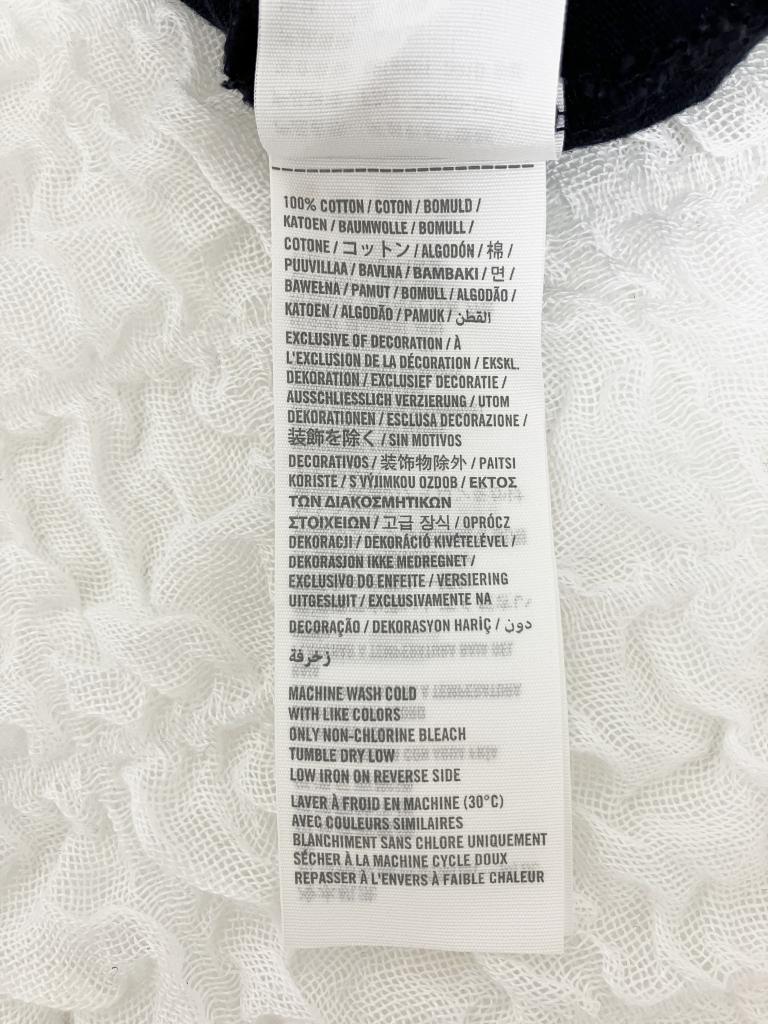 100% COTTON / COTON / BOMULD /
KATOEN / BAUMWOLLE / BOMULL /
COTONE / コットン / ALGODÓN / 棉 /
PUUVILLAA / BAVLNA / BAMBAKI / 면 /
BAWEŁNA / PAMUT / BOMULL / ALGODÃO /
KATOEN / ALGODÃO / PAMUK / القطن
EXCLUSIVE OF DECORATION / À
L'EXCLUSION DE LA DÉCORATION / EKSKL.
DEKORATION / EXCLUSIEF DECORATIE /
AUSSCHLIESSLICH VERZIERUNG / UTOM
DEKORATIONEN / ESCLUSA DECORAZIONE /
装飾を除く / SIN MOTIVOS
DECORATIVOS / 装饰物除外 / PAITSI
KORISTE / S VÝJIMKOU OZDOB / ΕΚΤΟΣ
ΤΩΝ ΔΙΑΚΟΣΜΗΤΙΚΩΝ
ΣΤΟΙΧΕΙΩΝ / 고급 장식 / OPRÓCZ
DEKORACJI / DEKORÁCIÓ KIVÉTELÉVEL /
DEKORASJON IKKE MEDREGNET /
EXCLUSIVO DO ENFEITE / VERSIERING
UITGESLUIT / EXCLUSIVAMENTE NA
DECORAÇÃO / DEKORASYON HARİÇ / دون
زخرفة
MACHINE WASH COLD
WITH LIKE COLORS
ONLY NON-CHLORINE BLEACH
TUMBLE DRY LOW
LOW IRON ON REVERSE SIDE
LAVER À FROID EN MACHINE (30°C)
AVEC COULEURS SIMILAIRES
BLANCHIMENT SANS CHLORE UNIQUEMENT
SÉCHER À LA MACHINE CYCLE DOUX
REPASSER À L'ENVERS À FAIBLE CHALEUR